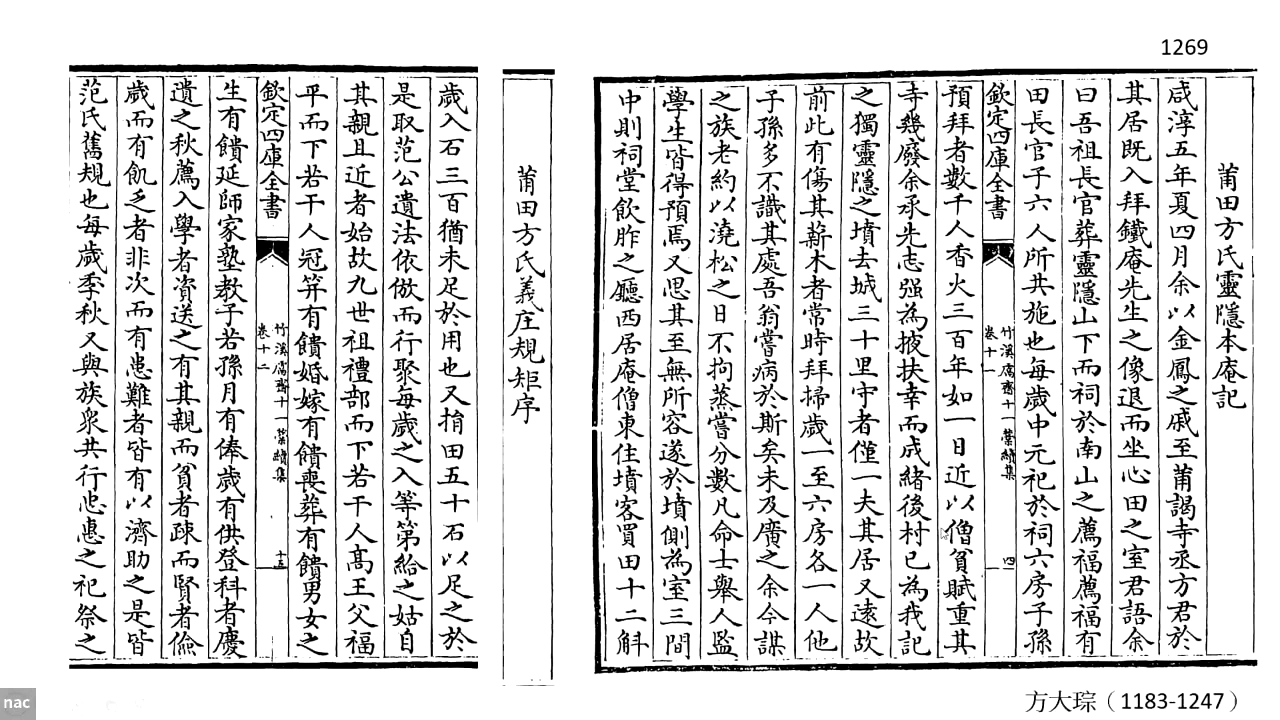 1269
莆田方氏靈隱本庵記
咸淳五年夏四月余以金鳳之戚至莆謁寺丞方君於
其居既入拜鐵庵先生之像退而坐心田之室君語余
曰吾祖長官葬靈隱山下而祠於南山之薦福薦福有
田長官子六人所共施也每歲中元祀於祠六房子孫
預拜者數千人香火三百年如一日近以僧貧賦重其
欽定四庫全書
竹溪鬳齋十一藁續集
卷十一
四
寺幾廢余承先志强為掖扶幸而成緒後村已為我記
之獨靈隱之墳去城三十里守者僅一夫其居又遠故
前此有傷其薪木者常時拜掃歲一至六房各一人他
子孫多不識其處吾翁嘗病於斯矣未及廣之余今謀
之族老約以澆松之日不拘蒸嘗分數凡命士舉人監
學生皆得預焉又思其至無所容遂於墳側為室三間
中則祠堂飲胙之廳西居庵僧東住墳客買田十二斛
莆田方氏義庄規矩序
歲入石三百猶未足於用也又捐田五十石以足之於
是取范公遺法依倣而行聚每歲之入等第給之姑自
其親且近者始故九世祖禮部而下若干人高王父福
平而下若干人冠笄有饋婚嫁有饋喪葬有饋男女之
欽定四庫全書
竹溪鬳齋十一藁續集
卷十二
十五
生有饋延師家塾教子若孫月有俸歲有供登科者慶
遺之秋薦入學者資送之有其親而貧者疎而賢者儉
歲而有飢乏者非次而有患難者皆有以濟助之是皆
范氏舊規也每歲季秋又與族衆共行忠惠之祀祭之
方大琮（1183-1247）
nac